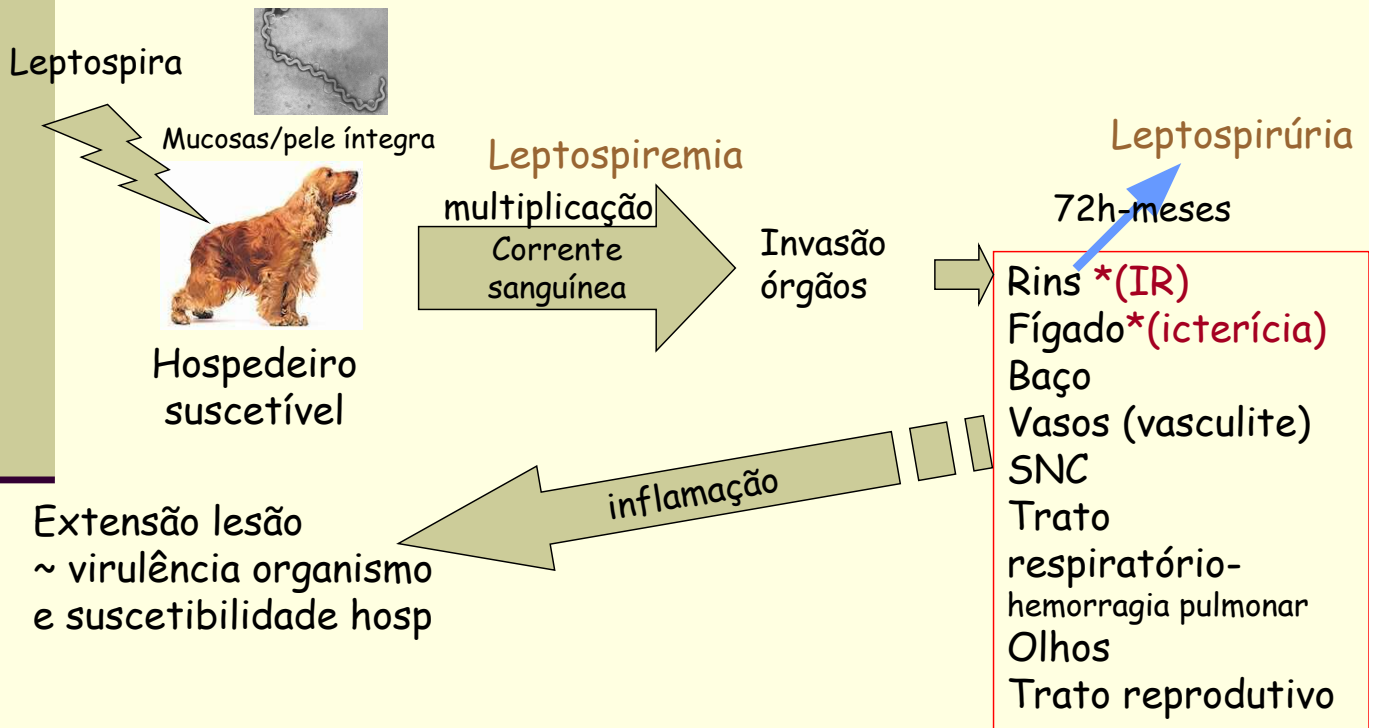 Leptospira
Mucosas/pele íntegra
Hospedeiro
suscetível
Leptospiremia
multiplicação
Corrente
sanguínea
Invasão
órgãos
Leptospirúria
72h-meses
Rins *(IR)
Fígado*(icterícia)
Baço
Vasos (vasculite)
SNC
Trato
respiratório-
hemorragia pulmonar
Olhos
Trato reprodutivo
inflamação
Extensão lesão
~ virulência organismo
e suscetibilidade hosp